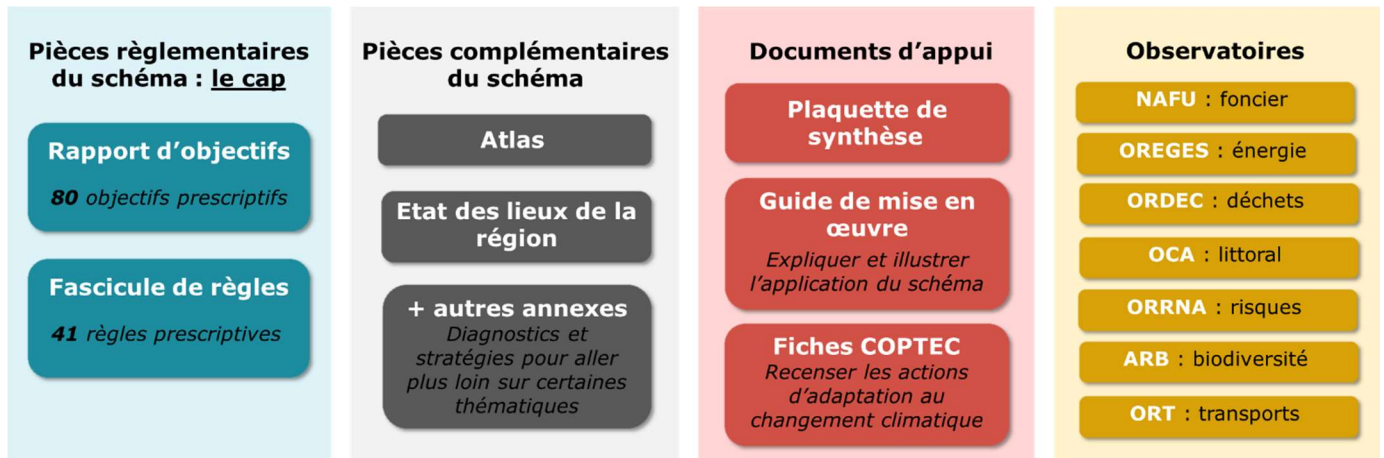 Pièces règlementaires
du schéma : le cap
Rapport d’objectifs
80 objectifs prescriptifs
Fascicule de règles
41 règles prescriptives
Pièces complémentaires
du schéma
Atlas
Etat des lieux de la
région
+ autres annexes
Diagnostics et
stratégies pour aller
plus loin sur certaines
thématiques
Documents d’appui
Plaquette de
synthèse
Guide de mise en
œuvre
Expliquer et illustrer
l’application du schéma
Fiches COPTEC
Recenser les actions
d’adaptation au
changement climatique
Observatoires
NAFU : foncier
OREGES : énergie
ORDEC : déchets
OCA : littoral
ORRNA : risques
ARB : biodiversité
ORT : transports